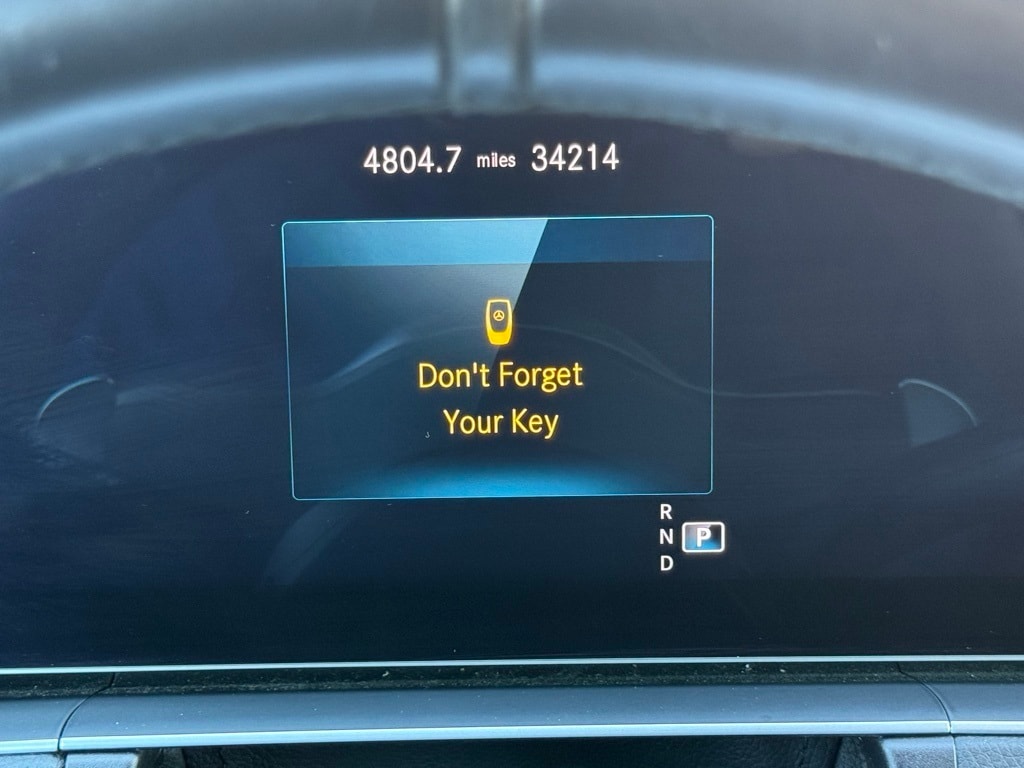 4804.7 miles 34214
Don't Forget
Your Key
R
N P
D